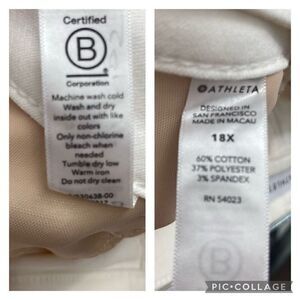 Certified
B
Corporation
Machine wash cold
Wash and dry
inside out with like
colors
Only non-chlorine
bleach when
needed
Tumble dry low
Warm iron
Do not dry clean
ATHLETA
DESIGNED IN
SAN FRANCISCO
MADE IN MACAU
18X
60% COTTON
37% POLYESTER
3% SPANDEX
RN 54023
B
PIC•COLLAGE